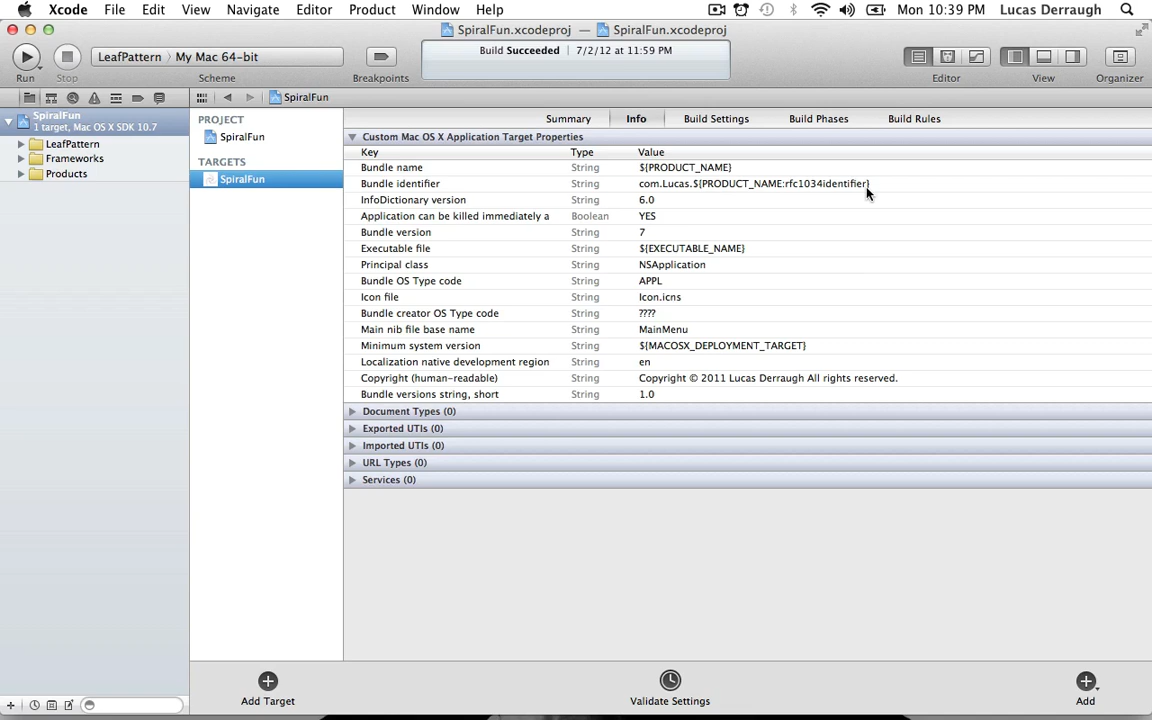 Xcode File Edit View Navigate Editor Product Window Help Mon 10:39 PM Lucas Derraugh
SpiralFun.xcodeproj — SpiralFun.xcodeproj
LeafPattern My Mac 64-bit
Build Succeeded 7/2/12 at 11:59 PM
Run Stop Scheme Breakpoints Editor View Organizer
SpiralFun
SpiralFun
1 target, Mac OS X SDK 10.7
LeafPattern
Frameworks
Products
PROJECT
SpiralFun
TARGETS
SpiralFun
Summary Info Build Settings Build Phases Build Rules
Custom Mac OS X Application Target Properties
Key Type Value
Bundle name String ${PRODUCT_NAME}
Bundle identifier String com.Lucas.${PRODUCT_NAME:rfc1034identifier}
InfoDictionary version String 6.0
Application can be killed immediately a Boolean YES
Bundle version String 7
Executable file String ${EXECUTABLE_NAME}
Principal class String NSApplication
Bundle OS Type code String APPL
Icon file String Icon.icns
Bundle creator OS Type code String ????
Main nib file base name String MainMenu
Minimum system version String ${MACOSX_DEPLOYMENT_TARGET}
Localization native development region String en
Copyright (human-readable) String Copyright © 2011 Lucas Derraugh All rights reserved.
Bundle versions string, short String 1.0
Document Types (0)
Exported UTIs (0)
Imported UTIs (0)
URL Types (0)
Services (0)
Add Target Validate Settings Add